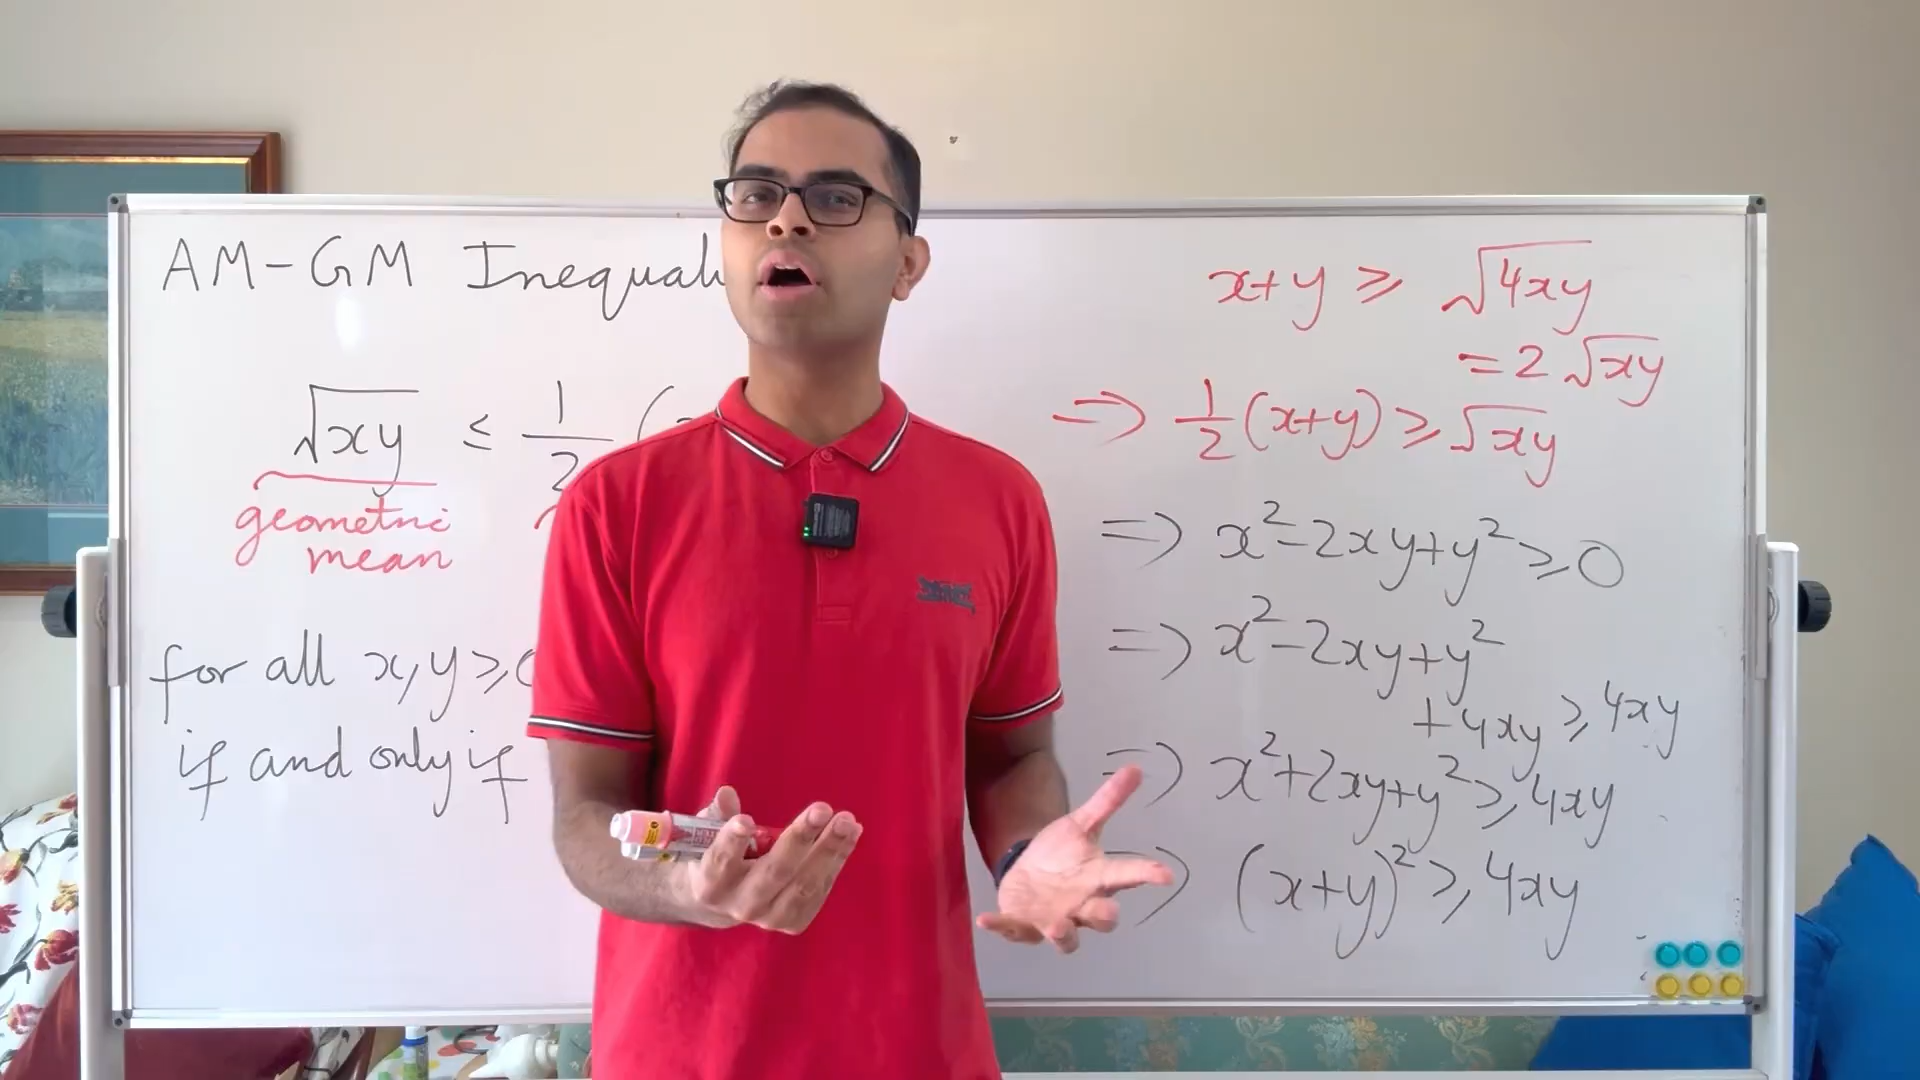 AM-GM Inequali
√xy ≤ 1/2 (
geometric
mean
for all x,y ≥
if and only if
x+y ≥ √4xy
= 2√xy
⇒ 1/2(x+y) ≥ √xy
⇒ x²-2xy+y² ≥ 0
⇒ x²-2xy+y²
+4xy ≥ 4xy
⇒ x²+2xy+y² ≥ 4xy
⇒ (x+y)² ≥ 4xy